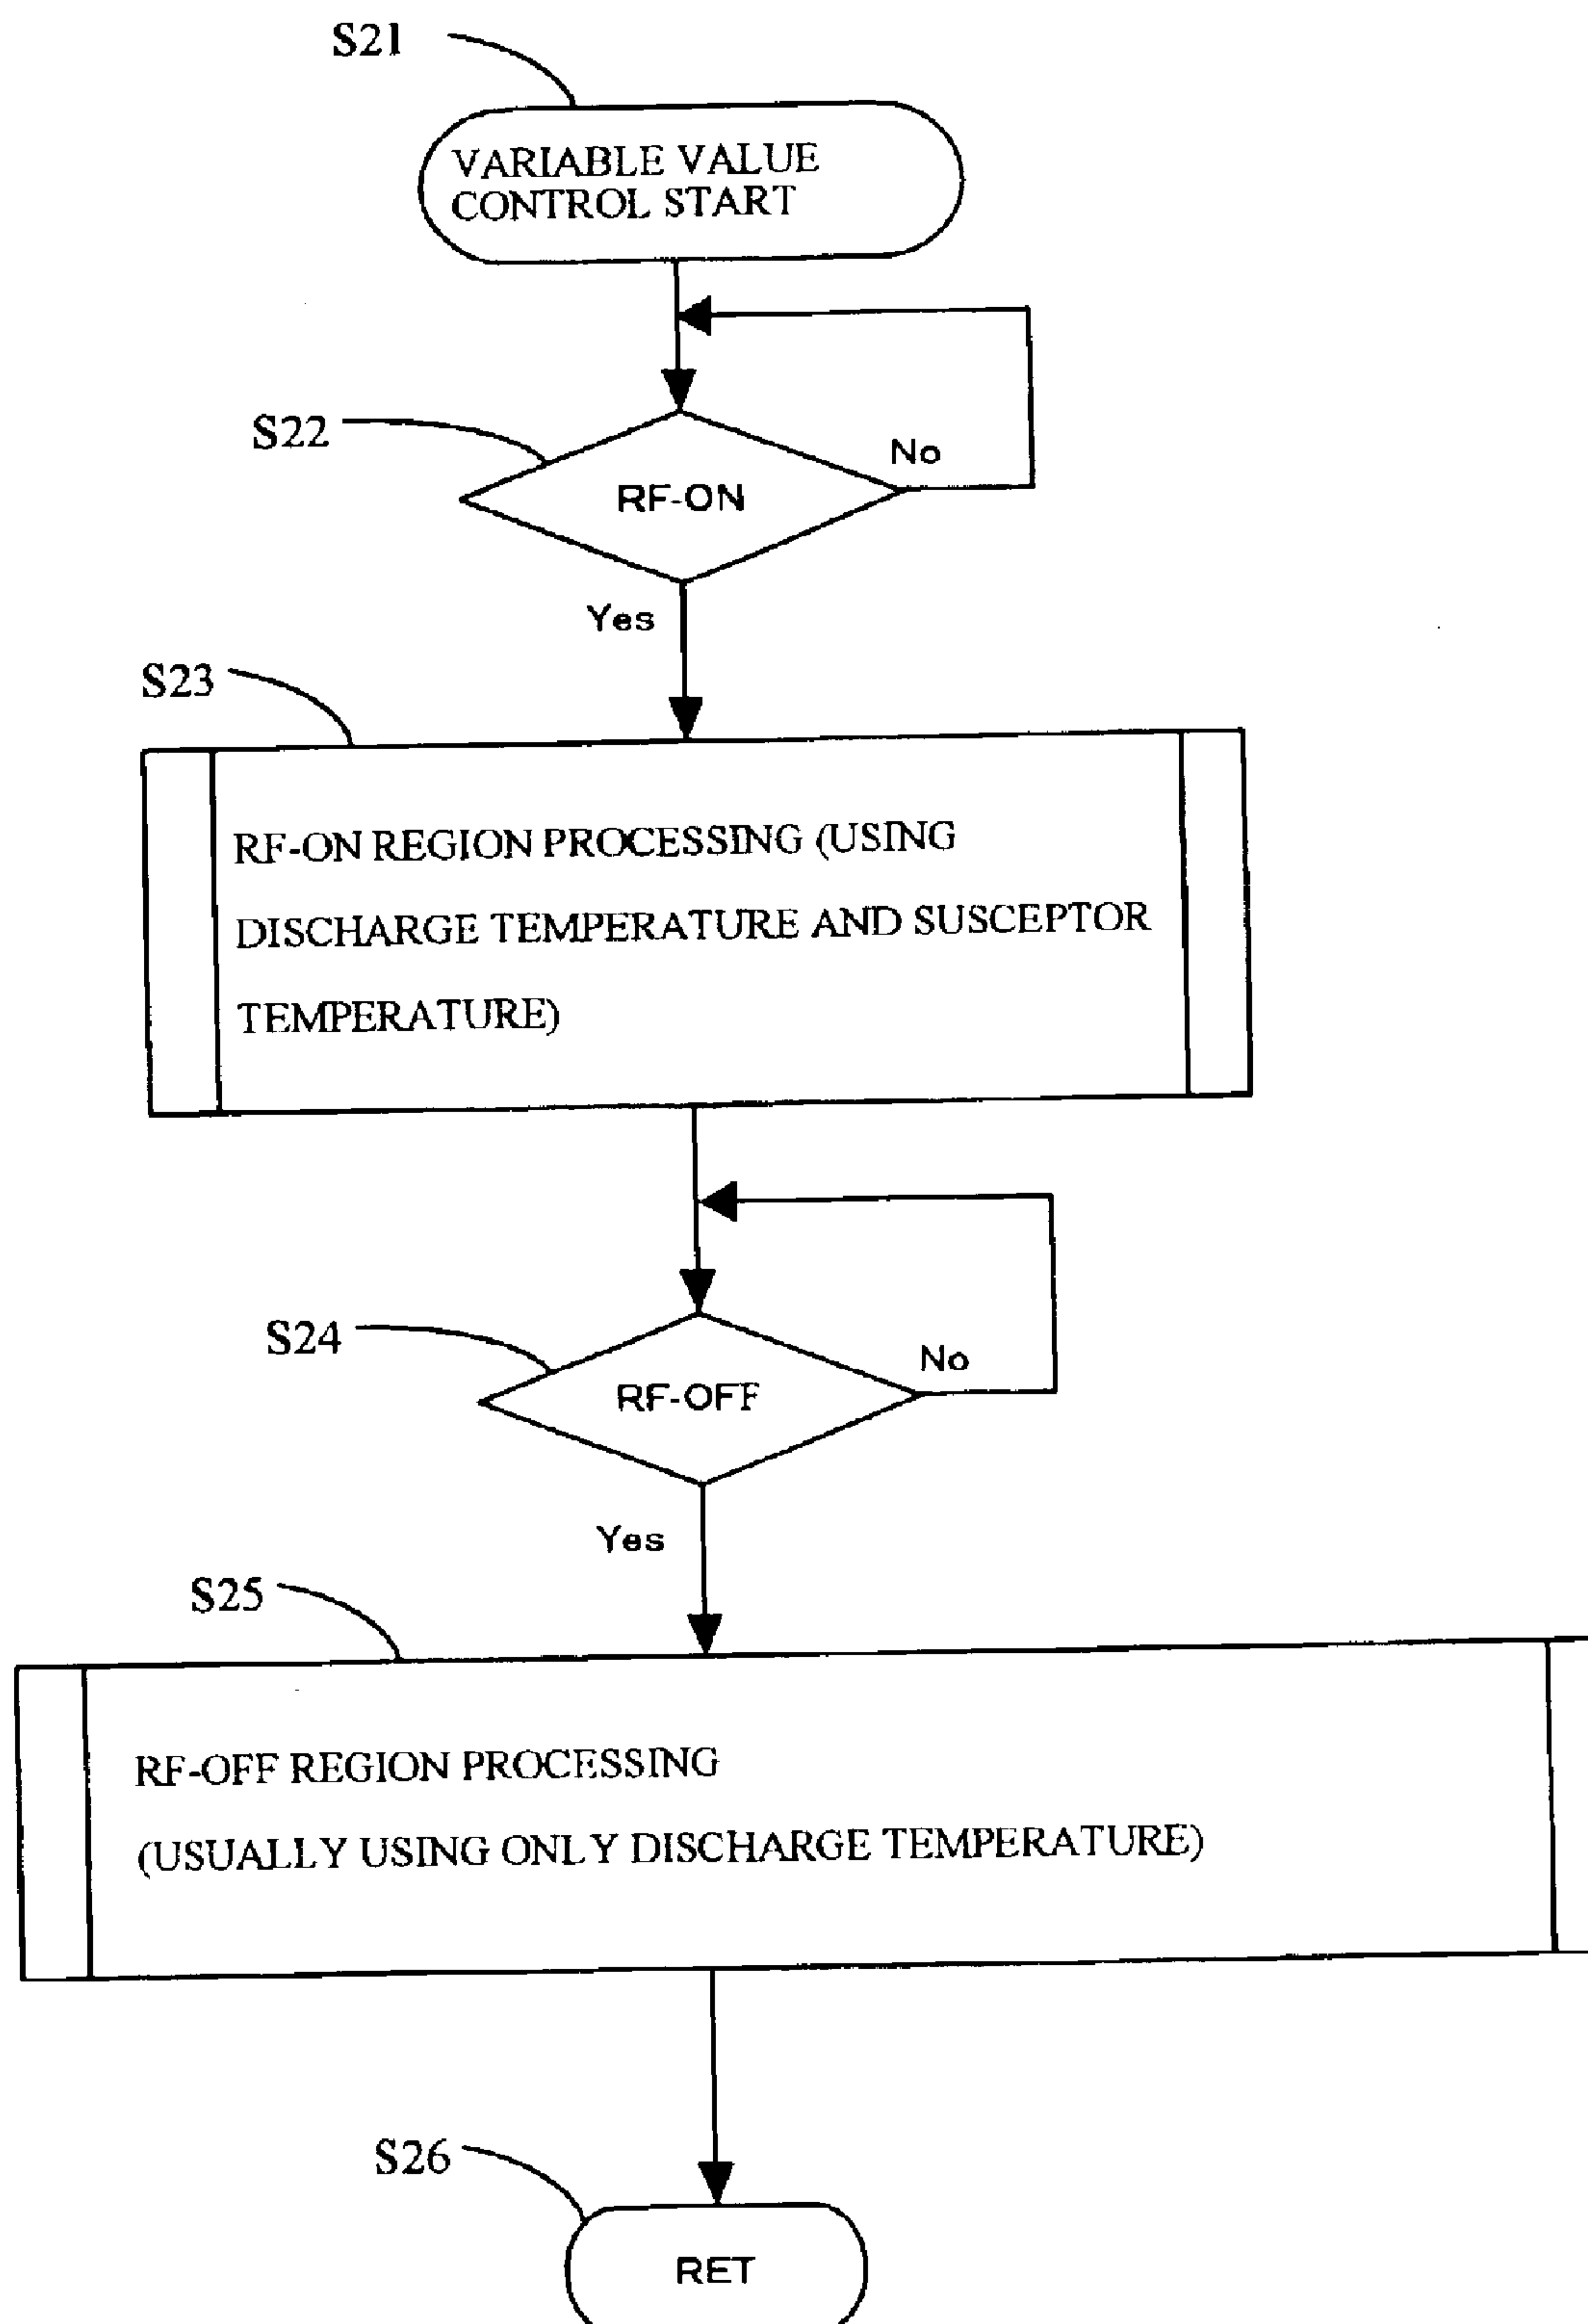 S21
VARIABLE VALUE
CONTROL START
S22
No
RF-ON
Yes
S23
RF-ON REGION PROCESSING (USING
DISCHARGE TEMPERATURE AND SUSCEPTOR
TEMPERATURE)
S24
No
RF-OFF
Yes
S25
RF-OFF REGION PROCESSING
(USUALLY USING ONLY DISCHARGE TEMPERATURE)
S26
RET